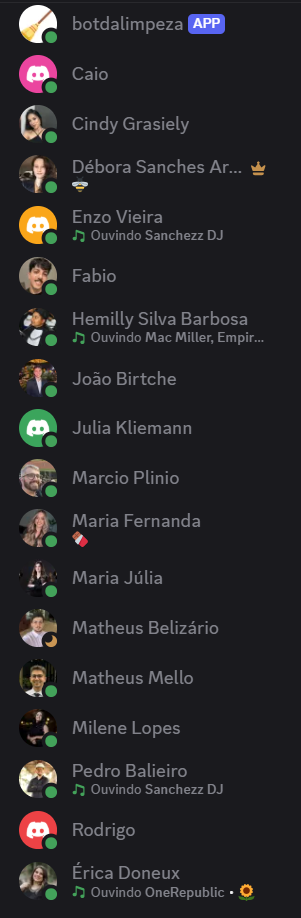 botdalimpeza APP
Caio
Cindy Grasiely
Débora Sanches Ar...
Enzo Vieira
Ouvindo Sanchezz DJ
Fabio
Hemilly Silva Barbosa
Ouvindo Mac Miller, Empir...
João Birtche
Julia Kliemann
Marcio Plinio
Maria Fernanda
Maria Júlia
Matheus Belizário
Matheus Mello
Milene Lopes
Pedro Balieiro
Ouvindo Sanchezz DJ
Rodrigo
Érica Doneux
Ouvindo OneRepublic • 🌻